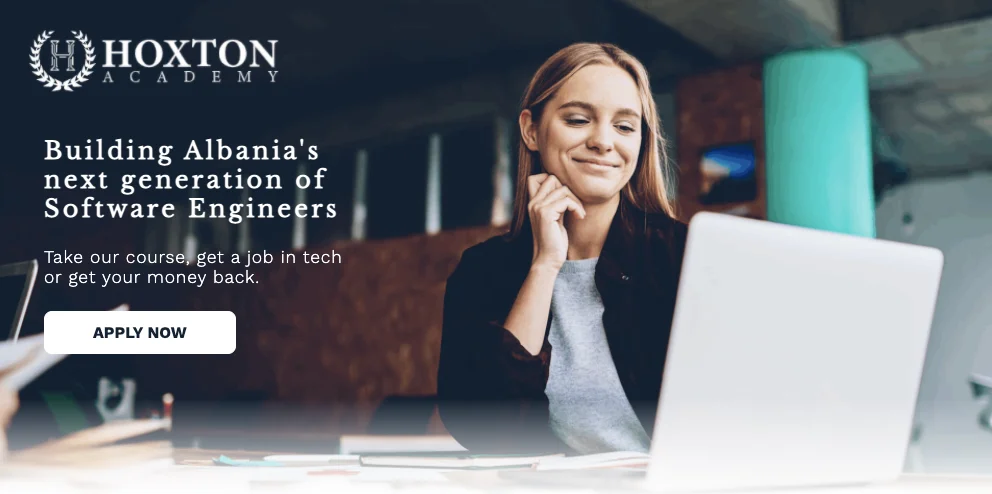 H HOXTON
ACADEMY
Building Albania's
next generation of
Software Engineers
Take our course, get a job in tech
or get your money back.
APPLY NOW